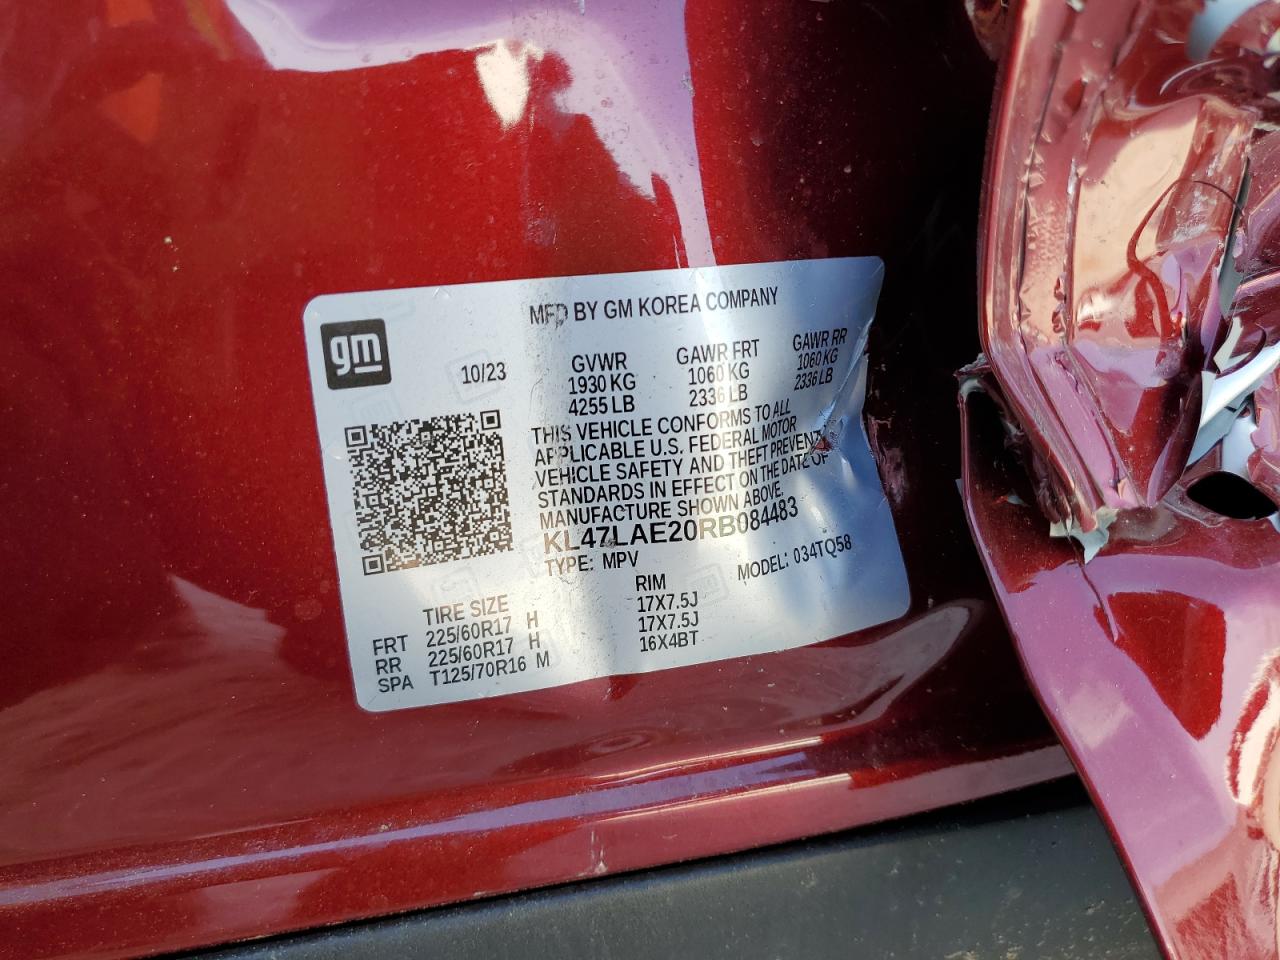 MFD BY GM KOREA COMPANY
gm
10/23
GVWR GAWR FRT GAWR RR
1930 KG 1060 KG 1060 KG
4255 LB 2336 LB 2336 LB
THIS VEHICLE CONFORMS TO ALL
APPLICABLE U.S. FEDERAL MOTOR
VEHICLE SAFETY AND THEFT PREVENT
STANDARDS IN EFFECT ON THE DATE OF
MANUFACTURE SHOWN ABOVE.
KL47LAE20RB084483
TYPE: MPV MODEL: 034TQ58
TIRE SIZE RIM
FRT 225/60R17 H 17X7.5J
RR 225/60R17 H 17X7.5J
SPA T125/70R16 M 16X4BT